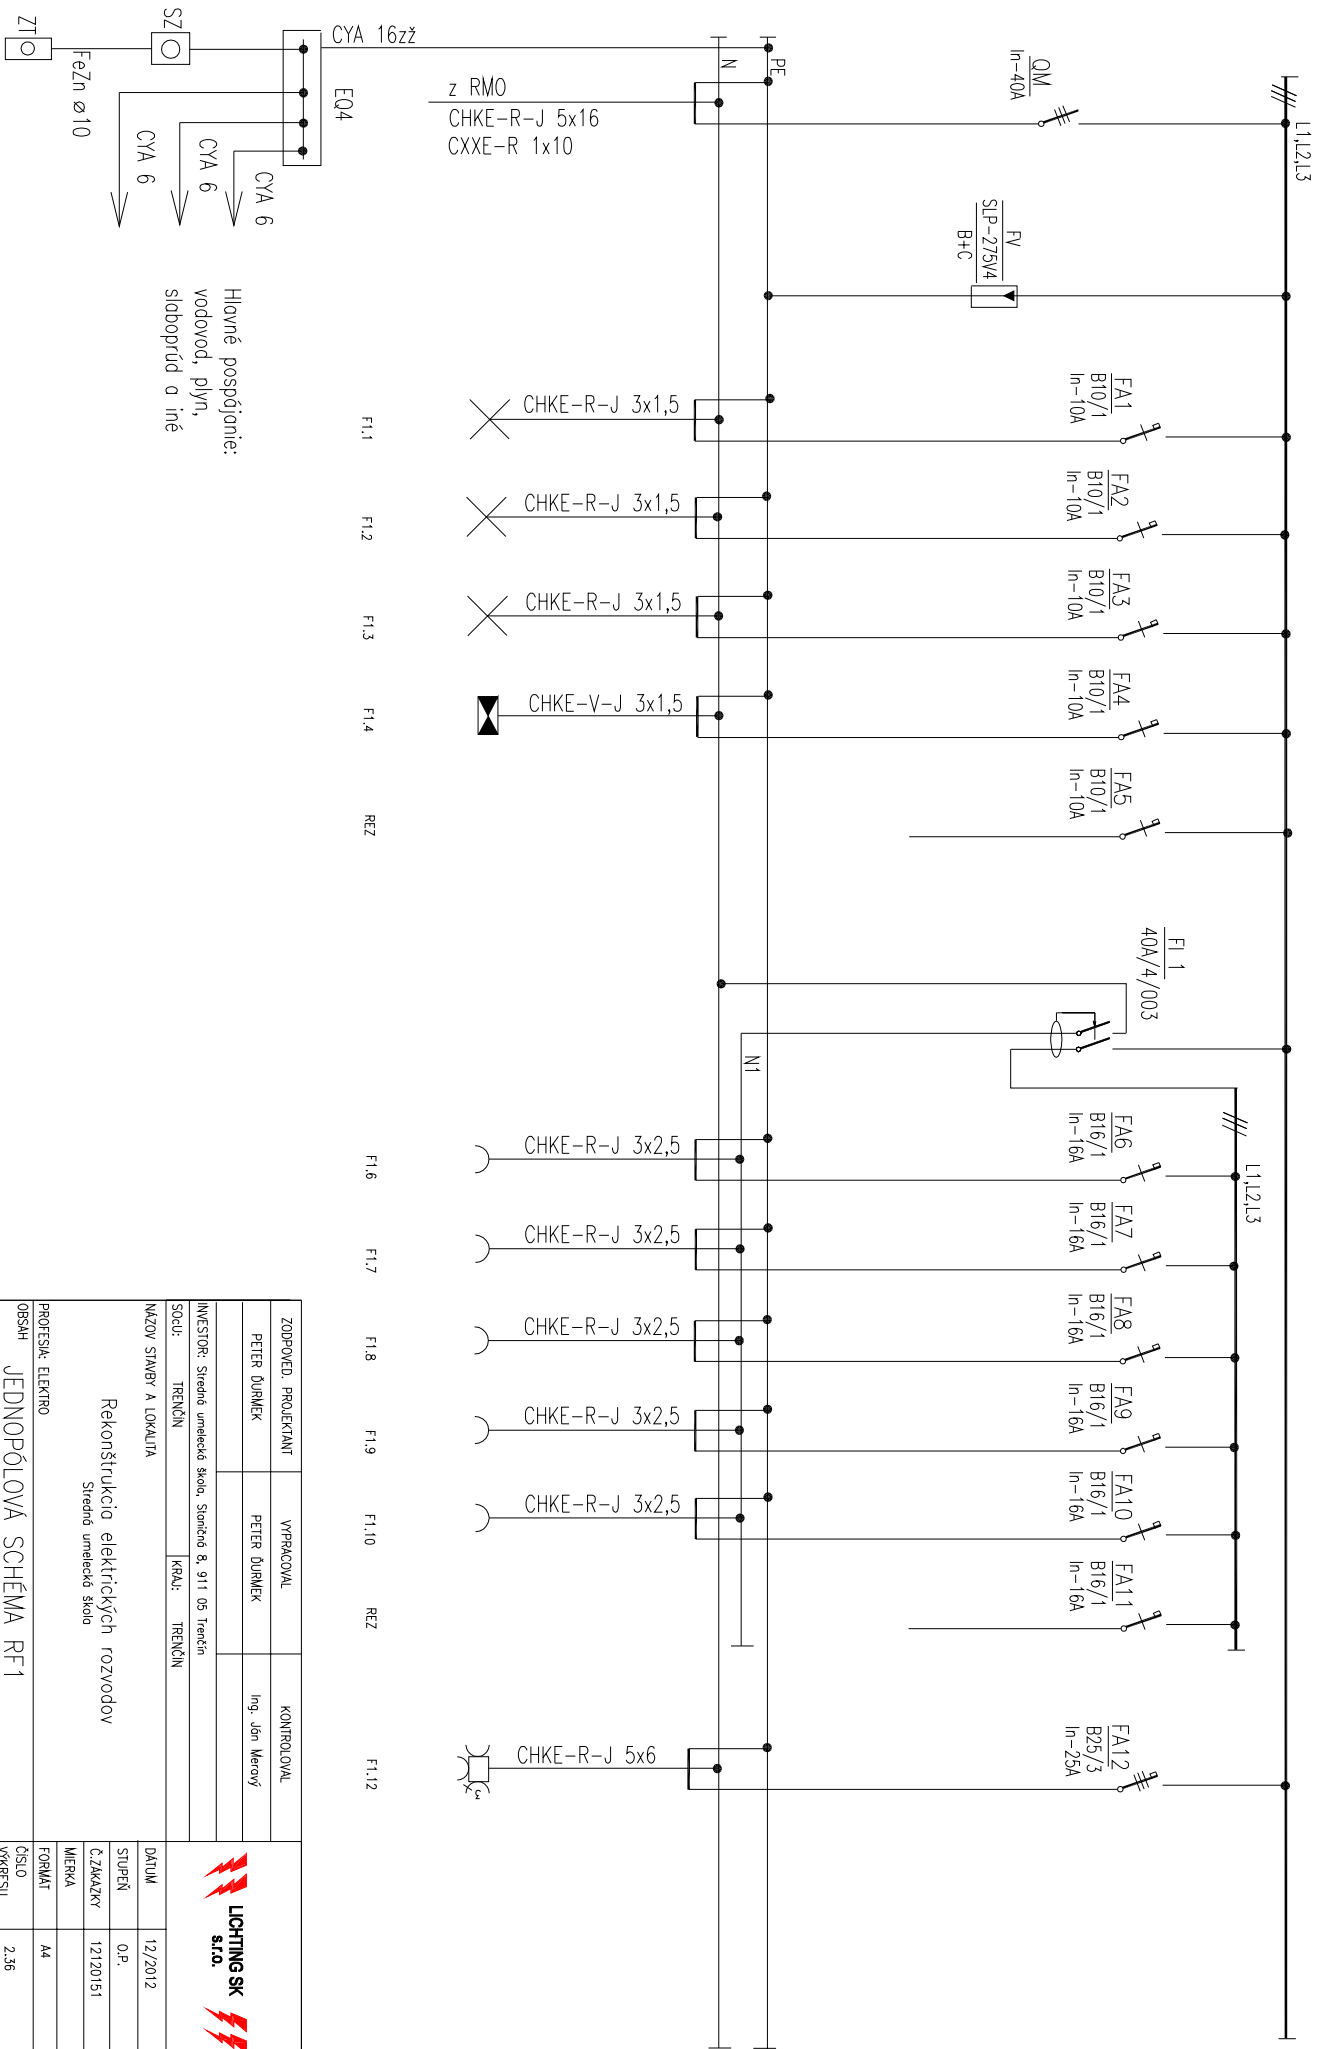 L1,L2,L3
QM
In-40A
PE
N
z RMO
CHKE-R-J 5x16
CXXE-R 1x10
CYA 16zž
EQ4
SZ
ZT
FeZn ø10
CYA 6
CYA 6
CYA 6
Hlavné pospájanie:
vodovod, plyn,
slaboprúd a iné
FV
SLP-275V4
B+C
FA1
B10/1
In-10A
CHKE-R-J 3x1,5
F1.1
FA2
B10/1
In-10A
CHKE-R-J 3x1,5
F1.2
FA3
B10/1
In-10A
CHKE-R-J 3x1,5
F1.3
FA4
B10/1
In-10A
CHKE-V-J 3x1,5
F1.4
FA5
B10/1
In-10A
REZ
FI 1
40A/4/003
N1
L1,L2,L3
FA6
B16/1
In-16A
CHKE-R-J 3x2,5
F1.6
FA7
B16/1
In-16A
CHKE-R-J 3x2,5
F1.7
FA8
B16/1
In-16A
CHKE-R-J 3x2,5
F1.8
FA9
B16/1
In-16A
CHKE-R-J 3x2,5
F1.9
FA10
B16/1
In-16A
CHKE-R-J 3x2,5
F1.10
FA11
B16/1
In-16A
REZ
FA12
B25/3
In-25A
CHKE-R-J 5x6
3
F1.12
ZODPOVED. PROJEKTANT VYPRACOVAL KONTROLOVAL
PETER ĎURMEK PETER ĎURMEK Ing. Ján Meravý
INVESTOR: Stredná umelecká škola, Staničná 8, 911 05 Trenčín
SOcU: TRENČÍN KRAJ: TRENČÍN
NÁZOV STAVBY A LOKALITA
Rekonštrukcia elektrických rozvodov
Stredná umelecká škola
PROFESIA: ELEKTRO
OBSAH
JEDNOPÓLOVÁ SCHÉMA RF1
LICHTING SK
s.r.o.
DÁTUM 12/2012
STUPEŇ O.P.
Č.ZÁKAZKY 12120151
MIERKA
FORMÁT A4
ČÍSLO
VÝKRESU 2.36